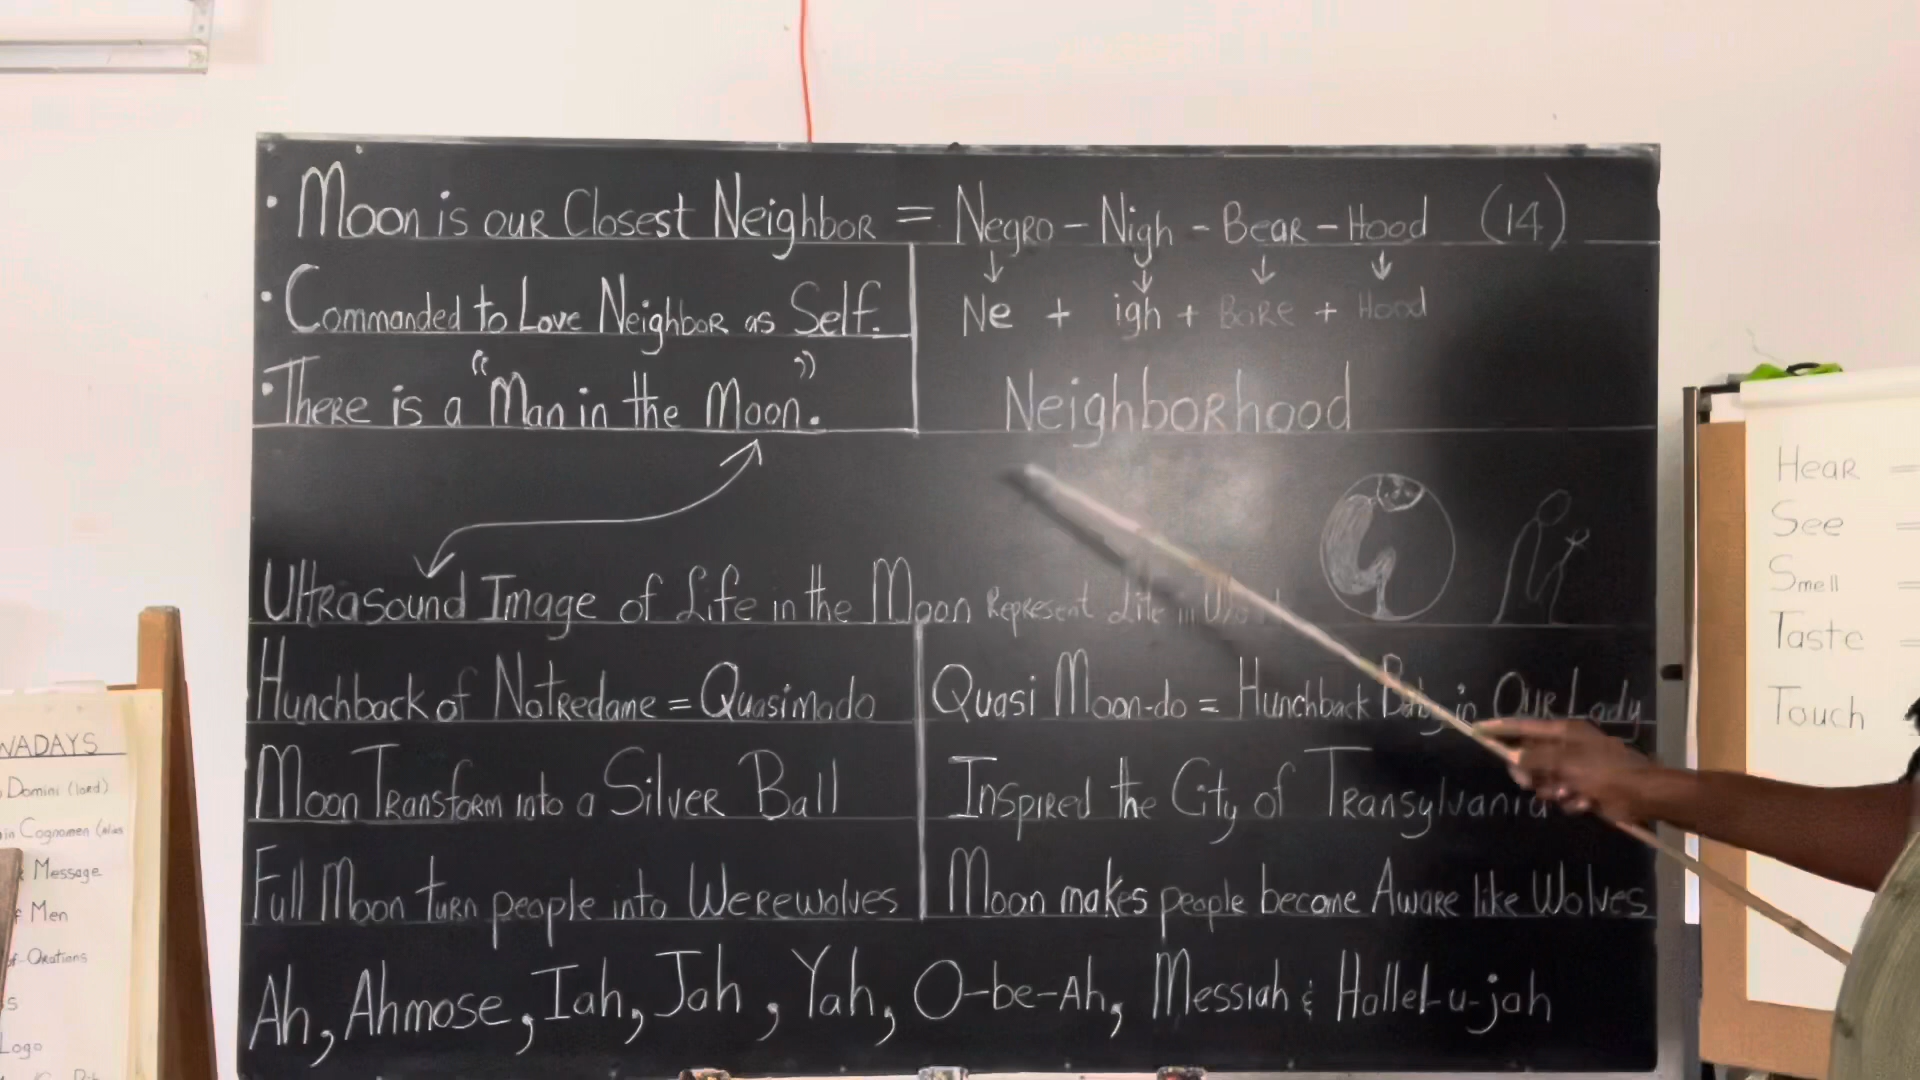 • Moon is our Closest Neighbor = Negro - Nigh - Bear - Hood (14)
• Commanded to Love Neighbor as Self.
Ne + igh + Bare + Hood
• There is a "Man in the Moon".
Neighborhood
Ultrasound Image of Life in the Moon Represent Life in
Hunchback of Notredame = Quasimodo
Quasi Moon-do = Hunchback Baby in Our Lady
Moon Transform into a Silver Ball
Inspired the City of Transylvania
Full Moon turn people into Werewolves
Moon makes people become Aware like Wolves
Ah, Ahmose, Iah, Jah, Yah, O-be-Ah, Messiah & Hallel-u-jah
Hear =
See =
Smell =
Taste =
Touch
WADAYS
Domini (lord)
in Cognomen (alias
Message
Men
of-Orations
s
Logo